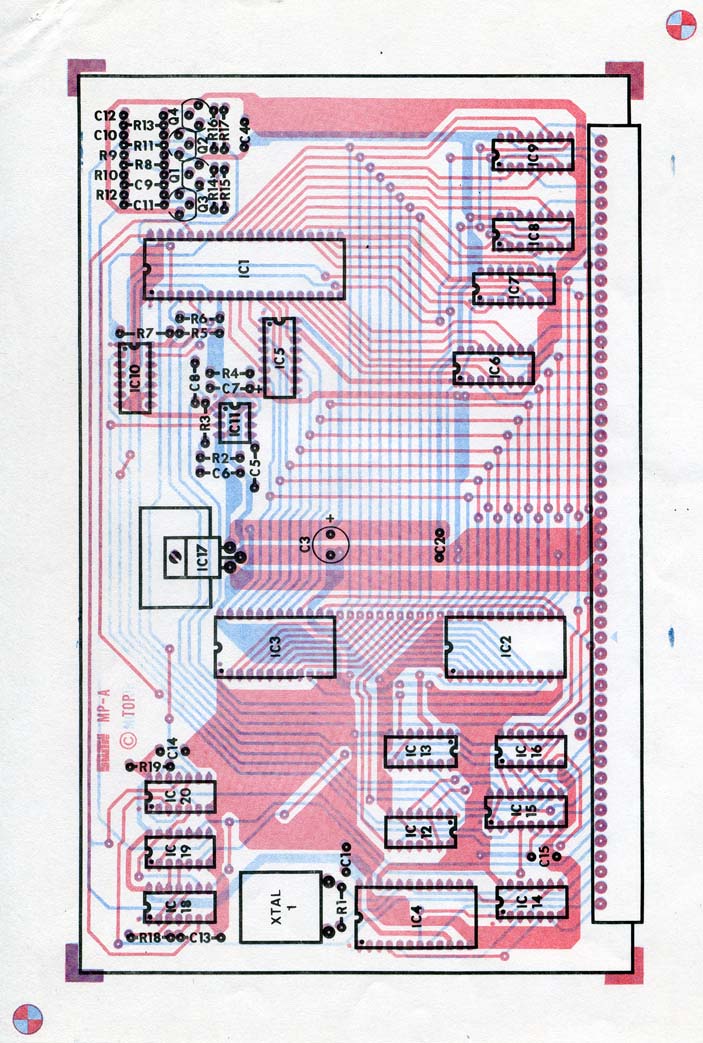 C12
R13
C10
R11
R9
R8
R10
C9
R12
C11
Q4
Q2
Q1
Q3
R16
R17
R14
R15
C4
IC9
IC8
IC7
IC6
IC1
R6
R7
R5
IC10
IC5
C8
R4
C7
+
R3
IC11
R2
C6
C5
IC17
C3
+
C2
IC3
IC2
MP-A
© TOP
C14
R19
IC
20
IC
19
IC
18
R18
C13
XTAL
1
C1
R1
IC4
IC
13
IC
12
IC
16
IC
15
C15
IC
14